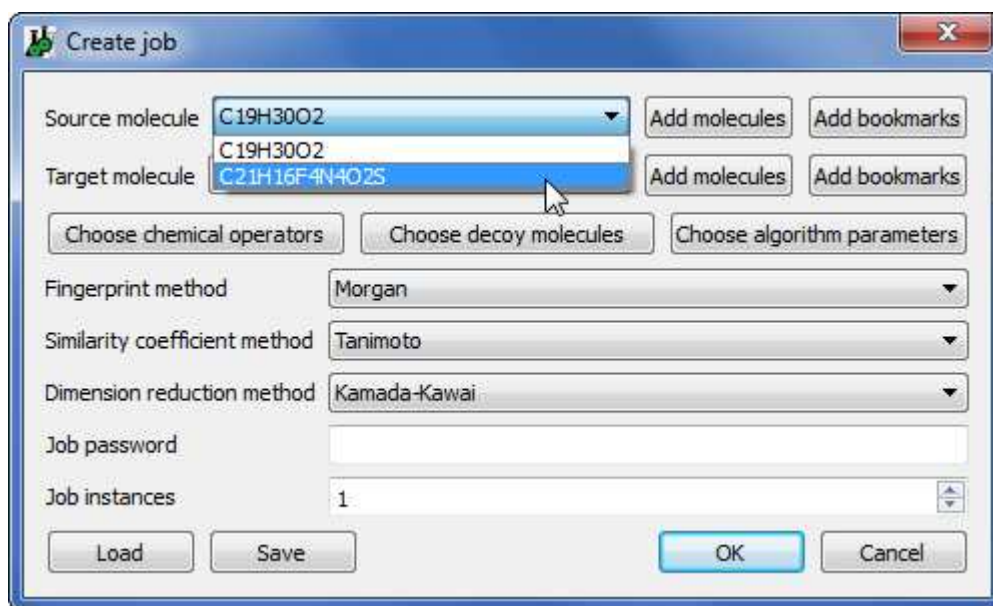 Create job
Source molecule C19H30O2 Add molecules Add bookmarks
C19H30O2
Target molecule C21H16F4N4O2S Add molecules Add bookmarks
Choose chemical operators Choose decoy molecules Choose algorithm parameters
Fingerprint method Morgan
Similarity coefficient method Tanimoto
Dimension reduction method Kamada-Kawai
Job password
Job instances 1
Load Save OK Cancel